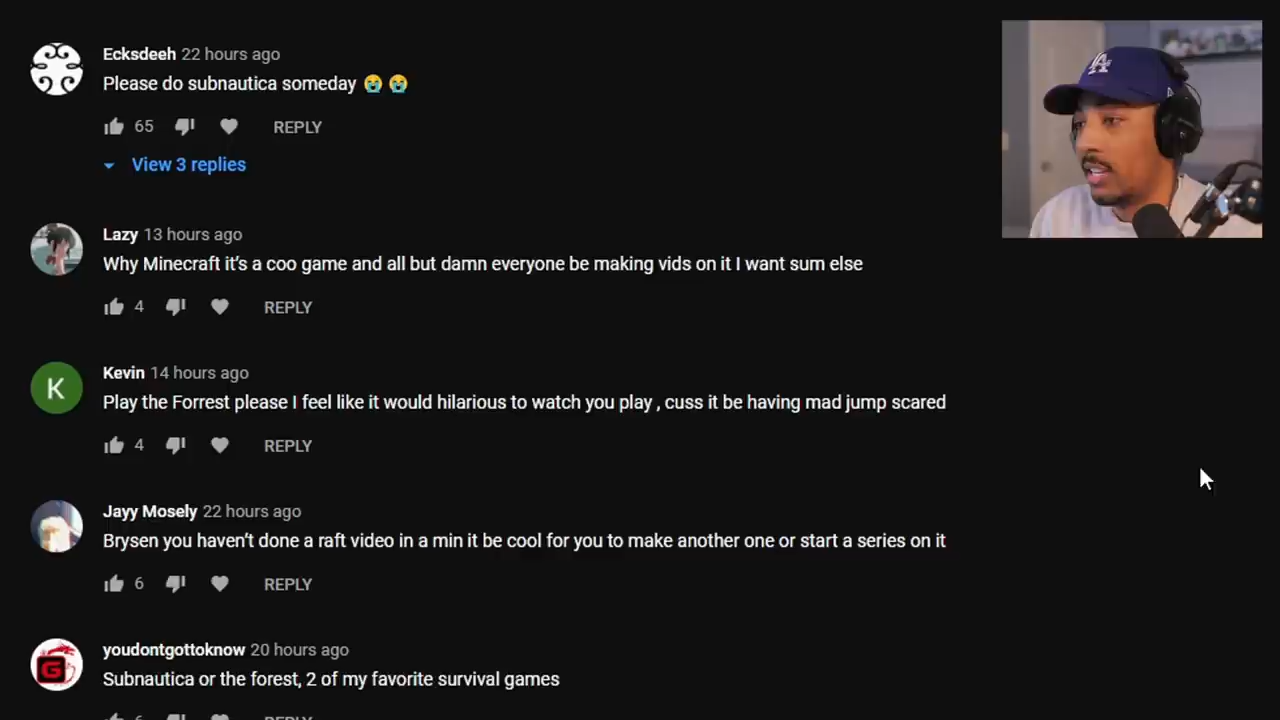 Ecksdeeh 22 hours ago
Please do subnautica someday 😭 😭
65 REPLY
View 3 replies
Lazy 13 hours ago
Why Minecraft it's a coo game and all but damn everyone be making vids on it I want sum else
4 REPLY
K
Kevin 14 hours ago
Play the Forrest please I feel like it would hilarious to watch you play , cuss it be having mad jump scared
4 REPLY
Jayy Mosely 22 hours ago
Brysen you haven't done a raft video in a min it be cool for you to make another one or start a series on it
6 REPLY
G
youdontgottoknow 20 hours ago
Subnautica or the forest, 2 of my favorite survival games
6 REPLY
LA